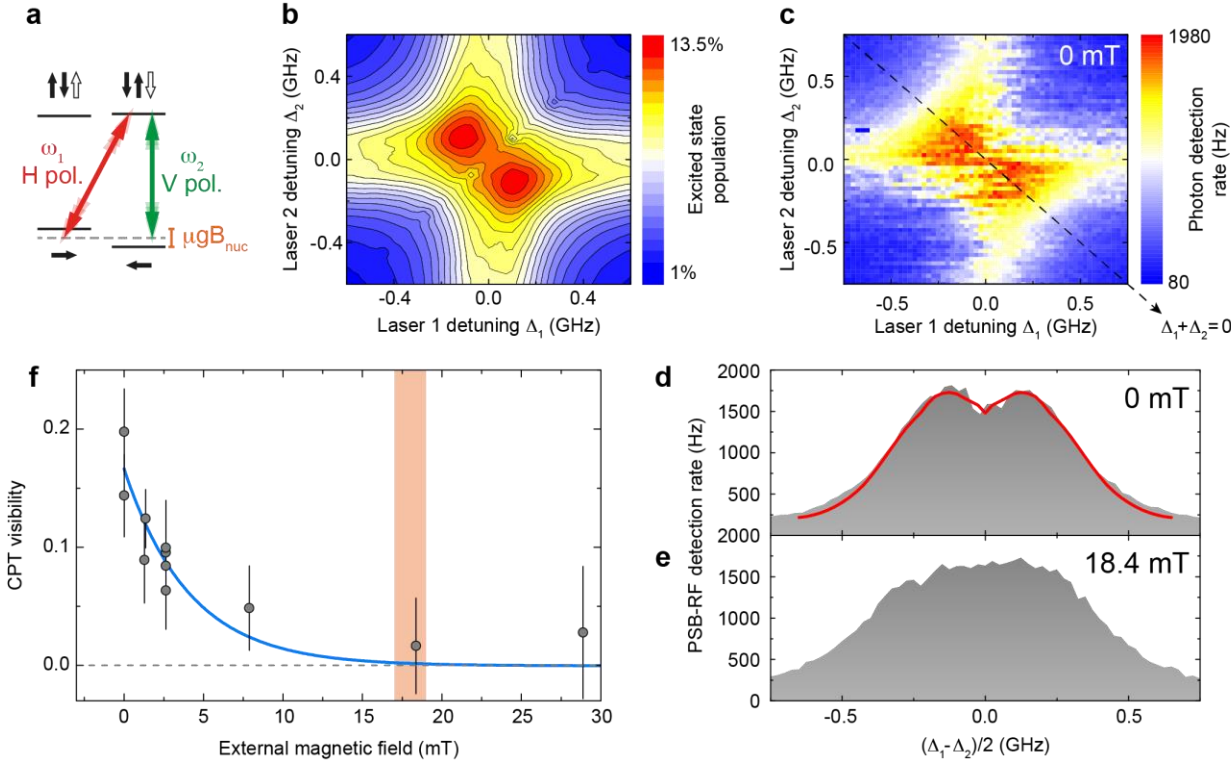 a
↑↓⇑ ↓↑⇓
ω₁
H pol.
ω₂
V pol.
μgB_nuc
→ ←
b
Laser 2 detuning Δ₂ (GHz)
0.4
0.0
-0.4
-0.4 0.0 0.4
Laser 1 detuning Δ₁ (GHz)
13.5%
Excited state
population
1%
c
0 mT
Laser 2 detuning Δ₂ (GHz)
0.5
0.0
-0.5
-0.5 0.0 0.5
Laser 1 detuning Δ₁ (GHz)
Δ₁+Δ₂=0
1980
Photon detection
rate (Hz)
80
f
CPT visibility
0.2
0.1
0.0
0 5 10 15 20 25 30
External magnetic field (mT)
d
0 mT
2000
1500
1000
500
PSB-RF detection rate (Hz)
e
18.4 mT
2000
1500
1000
500
0
-0.5 0.0 0.5
(Δ₁-Δ₂)/2 (GHz)